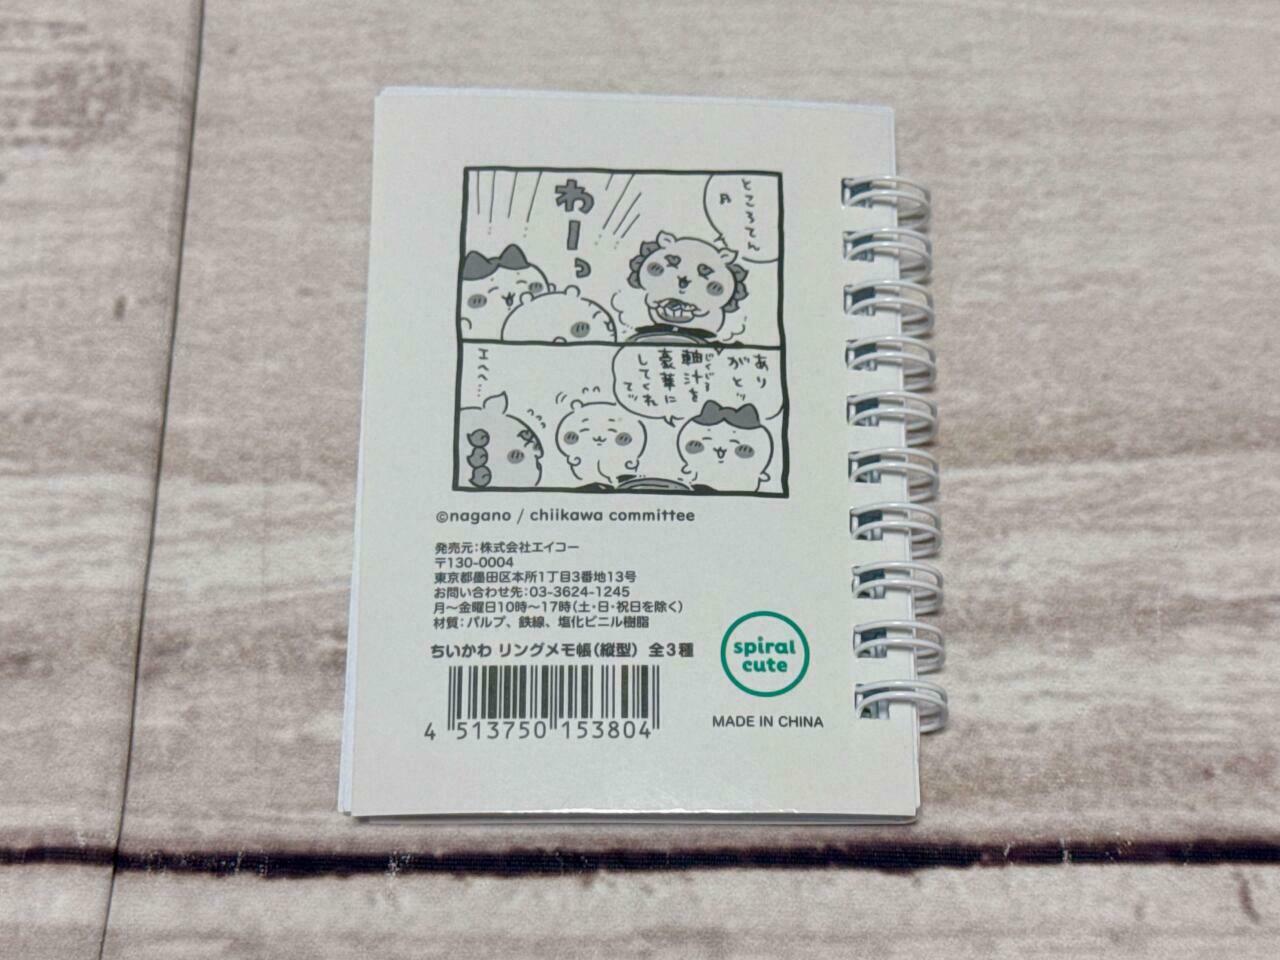 ところてん
わーっ
ありがとッ
軸汁を
じくじる
豪華に
してくれてッ
エヘヘ…
©nagano / chiikawa committee
発売元：株式会社エイコー
〒130-0004
東京都墨田区本所1丁目3番地13号
お問い合わせ先：03-3624-1245
月〜金曜日10時〜17時（土・日・祝日を除く）
材質：パルプ、鉄線、塩化ビニル樹脂
ちいかわ リングメモ帳（縦型） 全3種
4 513750 153804
spiral
cute
MADE IN CHINA